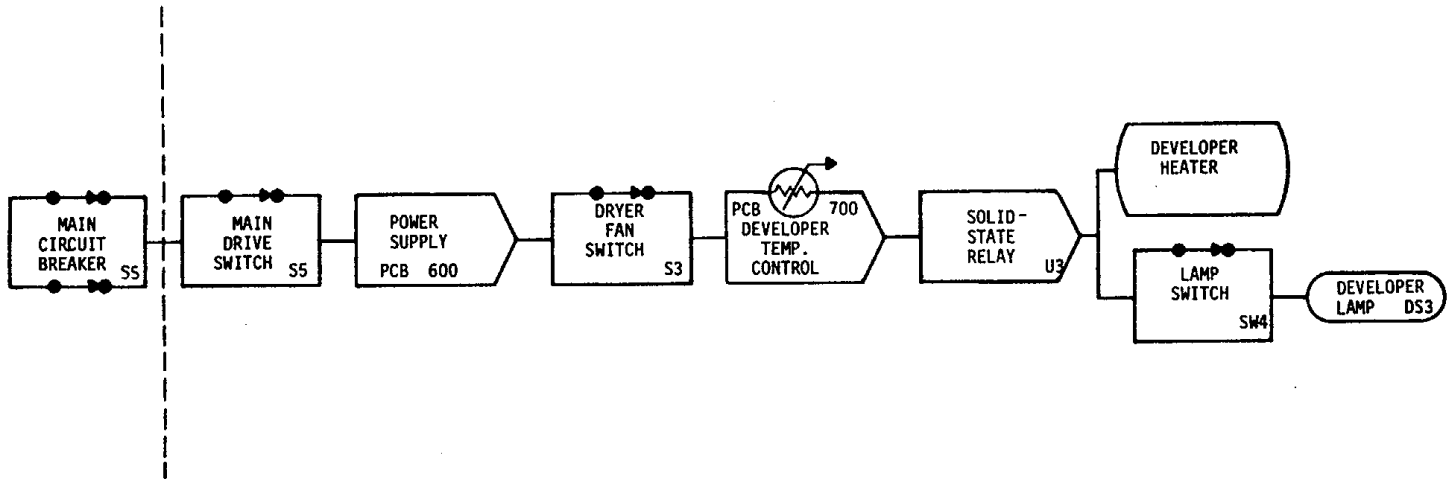 MAIN
CIRCUIT
BREAKER S5
MAIN
DRIVE
SWITCH S5
POWER
SUPPLY
PCB 600
DRYER
FAN
SWITCH
S3
PCB 700
DEVELOPER
TEMP.
CONTROL
SOLID-
STATE
RELAY
U3
DEVELOPER
HEATER
LAMP
SWITCH
SW4
DEVELOPER
LAMP DS3